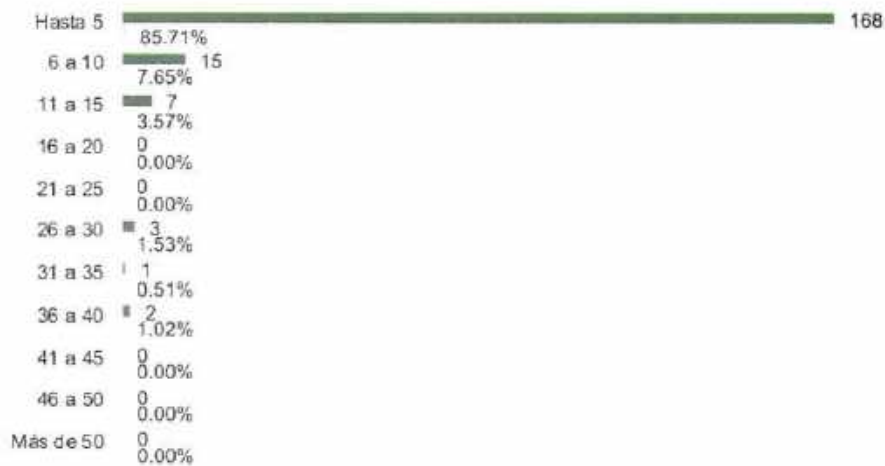 Hasta 5 168
85.71%
6 a 10 15
7.65%
11 a 15 7
3.57%
16 a 20 0
0.00%
21 a 25 0
0.00%
26 a 30 3
1.53%
31 a 35 1
0.51%
36 a 40 2
1.02%
41 a 45 0
0.00%
46 a 50 0
0.00%
Más de 50 0
0.00%